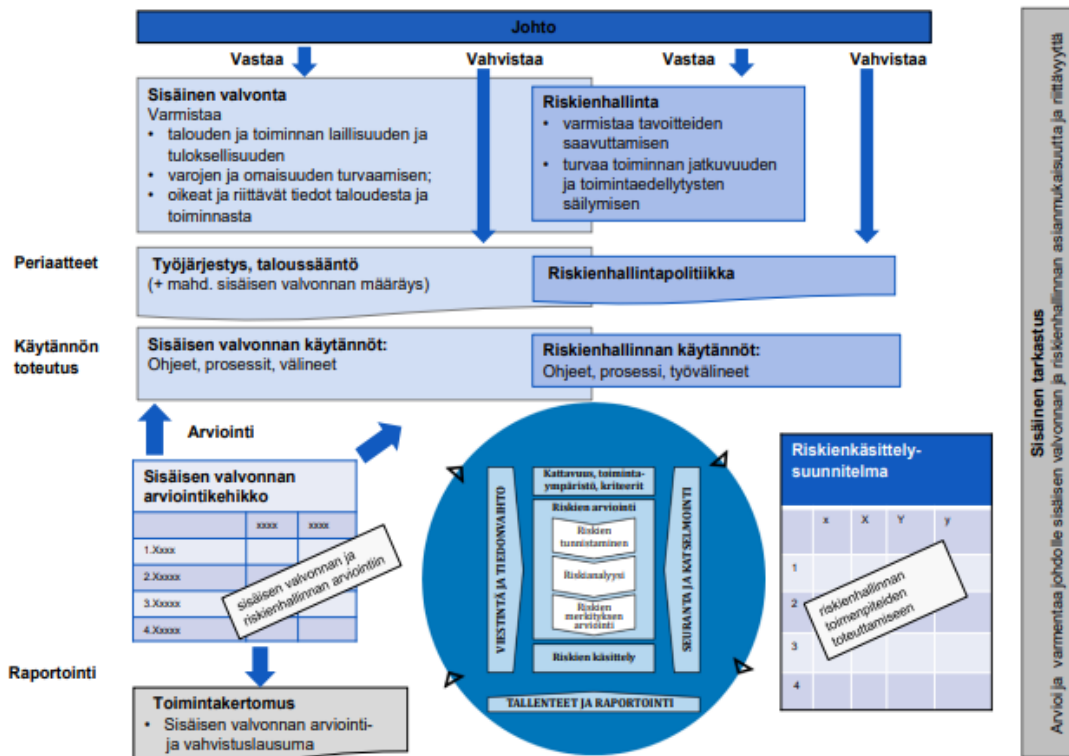 Johto
Vastaa
Vahvistaa
Vastaa
Vahvistaa
Sisäinen valvonta
Varmistaa
• talouden ja toiminnan laillisuuden ja
tuloksellisuuden
• varojen ja omaisuuden turvaamisen;
• oikeat ja riittävät tiedot taloudesta ja
toiminnasta
Riskienhallinta
• varmistaa tavoitteiden
saavuttamisen
• turvaa toiminnan jatkuvuuden
ja toimintaedellytysten
säilymisen
Periaatteet
Työjärjestys, taloussääntö
(+ mahd. sisäisen valvonnan määräys)
Riskienhallintapolitiikka
Käytännön
toteutus
Sisäisen valvonnan käytännöt:
Ohjeet, prosessit, välineet
Riskienhallinnan käytännöt:
Ohjeet, prosessi, työvälineet
Arviointi
Sisäisen valvonnan
arviointikehikko
xxxx xxxx
1.Xxxx
2.Xxxxx
3.Xxxxx
4.Xxxxx
sisäisen valvonnan ja
riskienhallinnan arviointiin
Kattavuus, toiminta-
ympäristö, kriteerit
Riskien arviointi
Riskien
tunnistaminen
Riskianalyysi
Riskien
merkityksen
arviointi
Riskien käsittely
VIESTINTÄ JA TIEDONVAIHTO
SEURANTA JA KATSELMOINTI
TALLENTEET JA RAPORTOINTI
Riskienkäsittely-
suunnitelma
x X Y y
1
2
3
4
riskienhallinnan
toimenpiteiden
toteuttamiseen
Raportointi
Toimintakertomus
• Sisäisen valvonnan arviointi-
ja vahvistuslausuma
Sisäinen tarkastus
Arvioi ja varmentaa johdolle sisäisen valvonnan ja riskienhallinnan asianmukaisuutta ja riittävyyttä